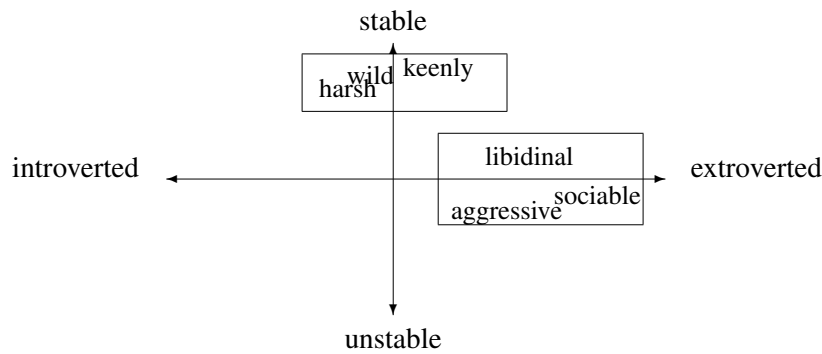 stable
wild keenly
harsh
libidinal
introverted extroverted
sociable
aggressive
unstable